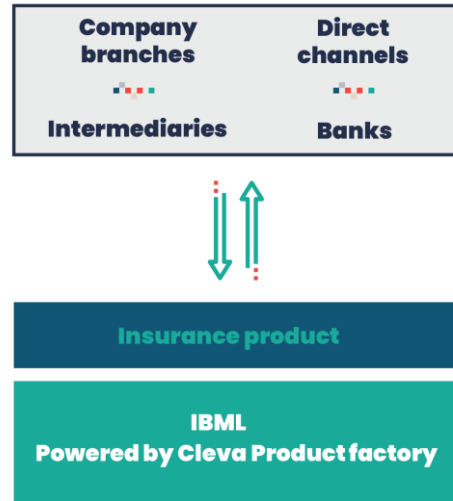 Company
branches
Direct
channels
Intermediaries
Banks
Insurance product
IBML
Powered by Cleva Product factory